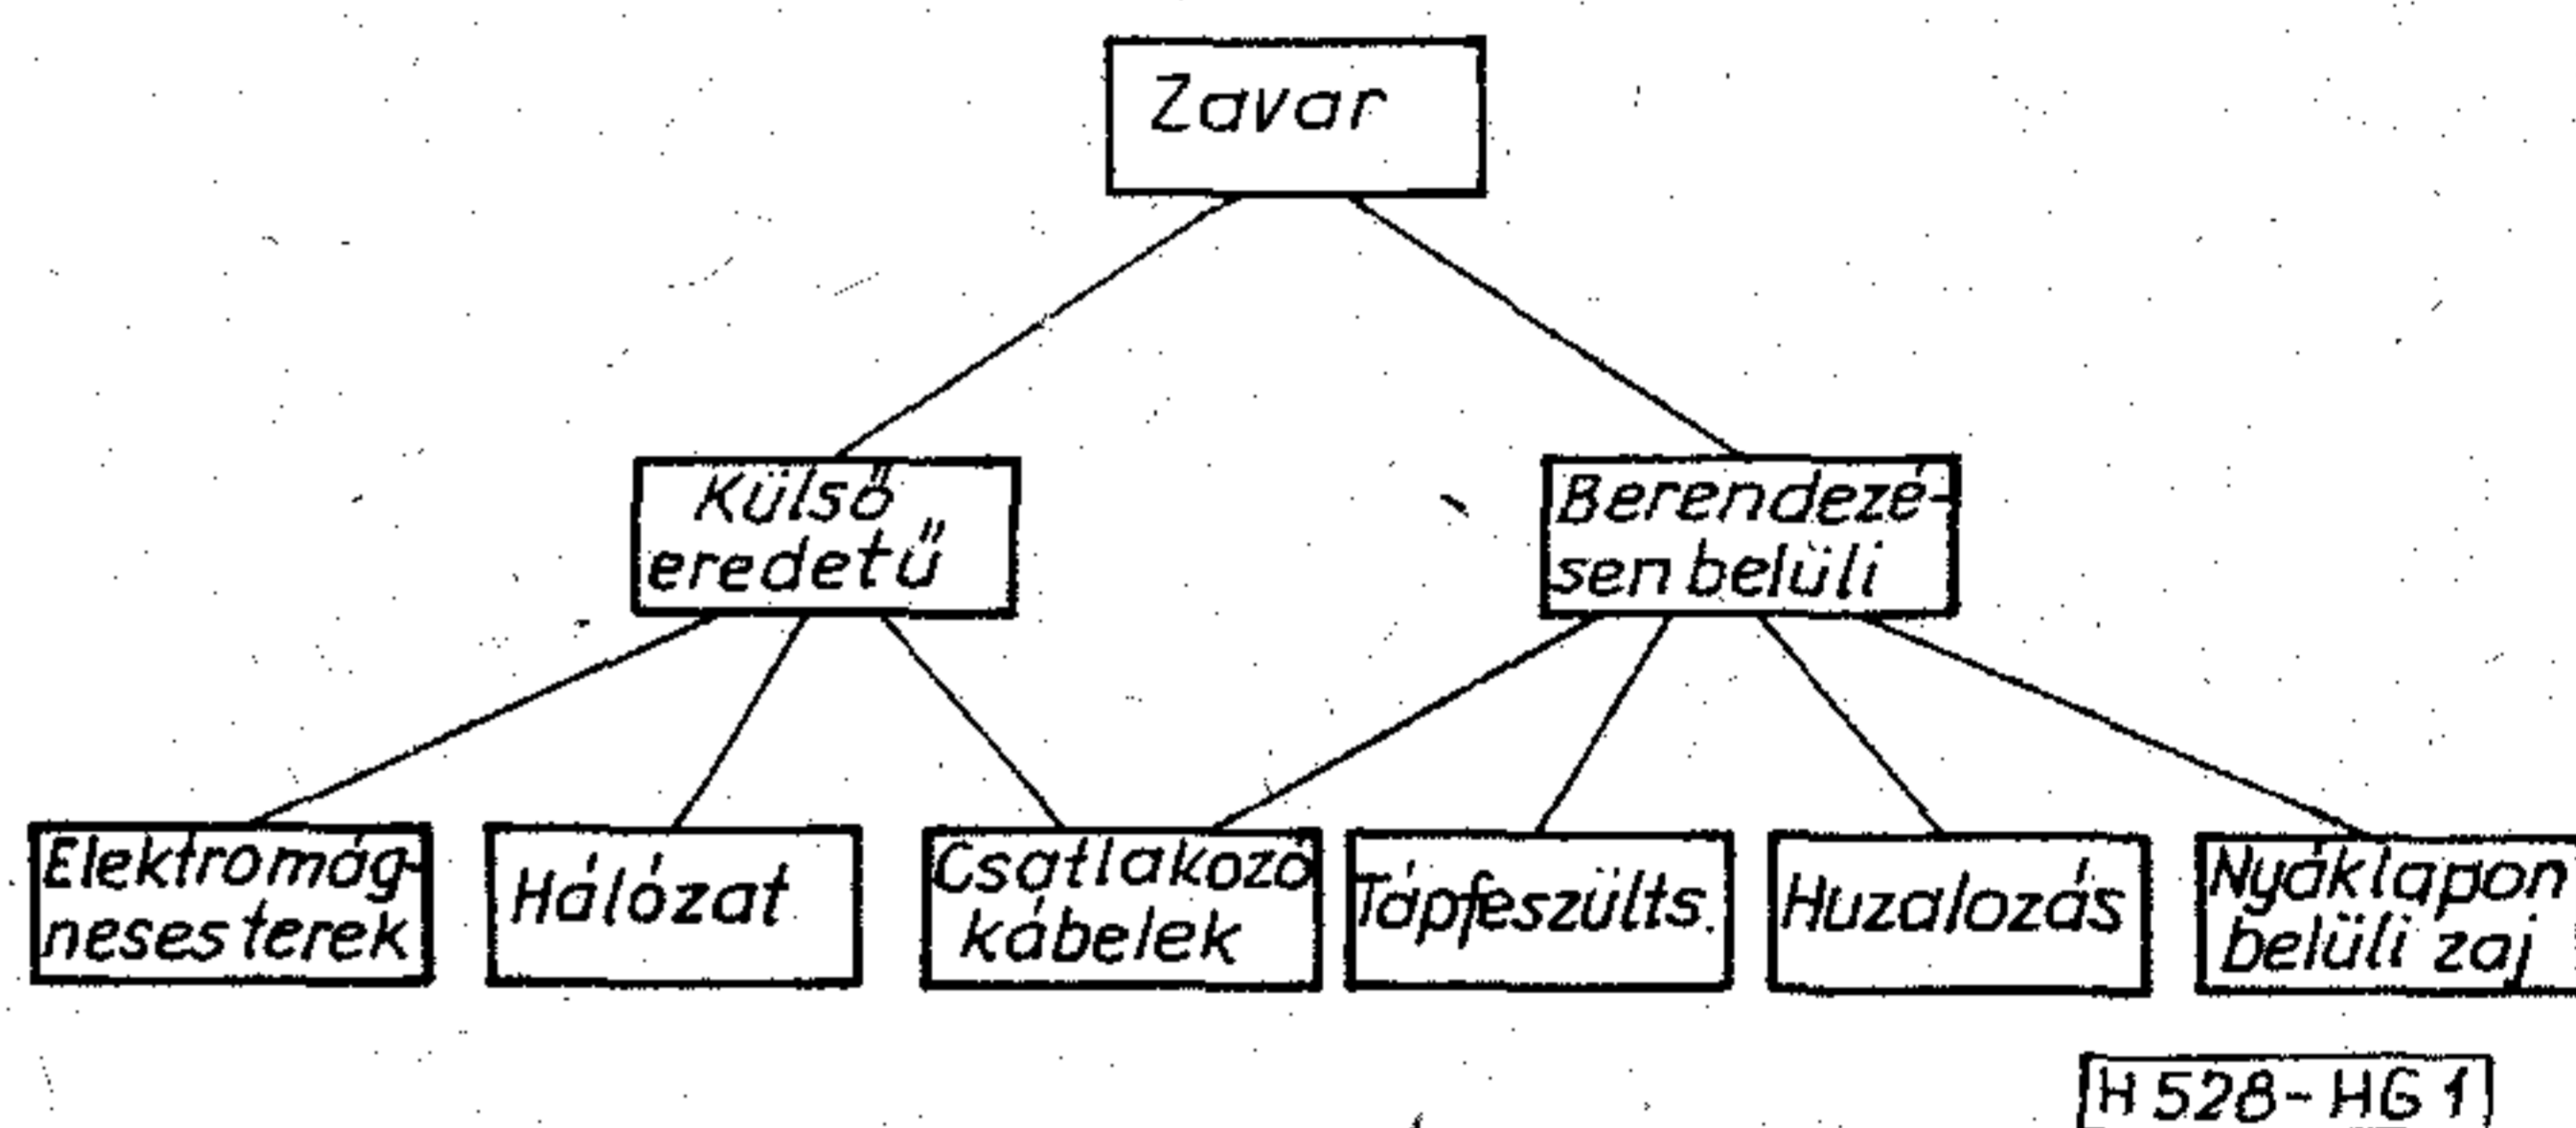 Zavar
Külső
eredetű
Berendezé-
sen belüli
Elektromág-
neses terek
Hálózat
Csatlakozó
kábelek
Tápfeszülts.
Huzalozás
Nyáklapon
belüli zaj
H 528-HG 1